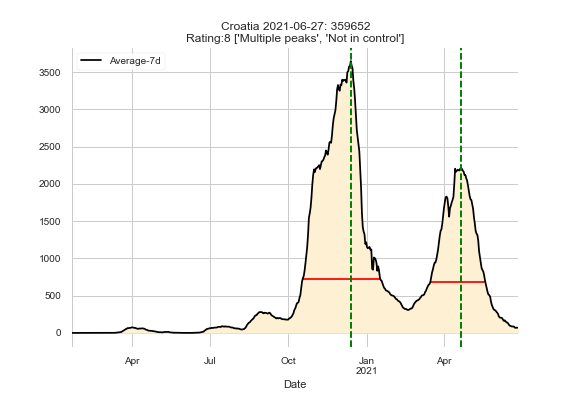 Croatia 2021-06-27: 359652
Rating:8 ['Multiple peaks', 'Not in control']
Average-7d
3500
3000
2500
2000
1500
1000
500
0
Apr Jul Oct Jan Apr
2021
Date